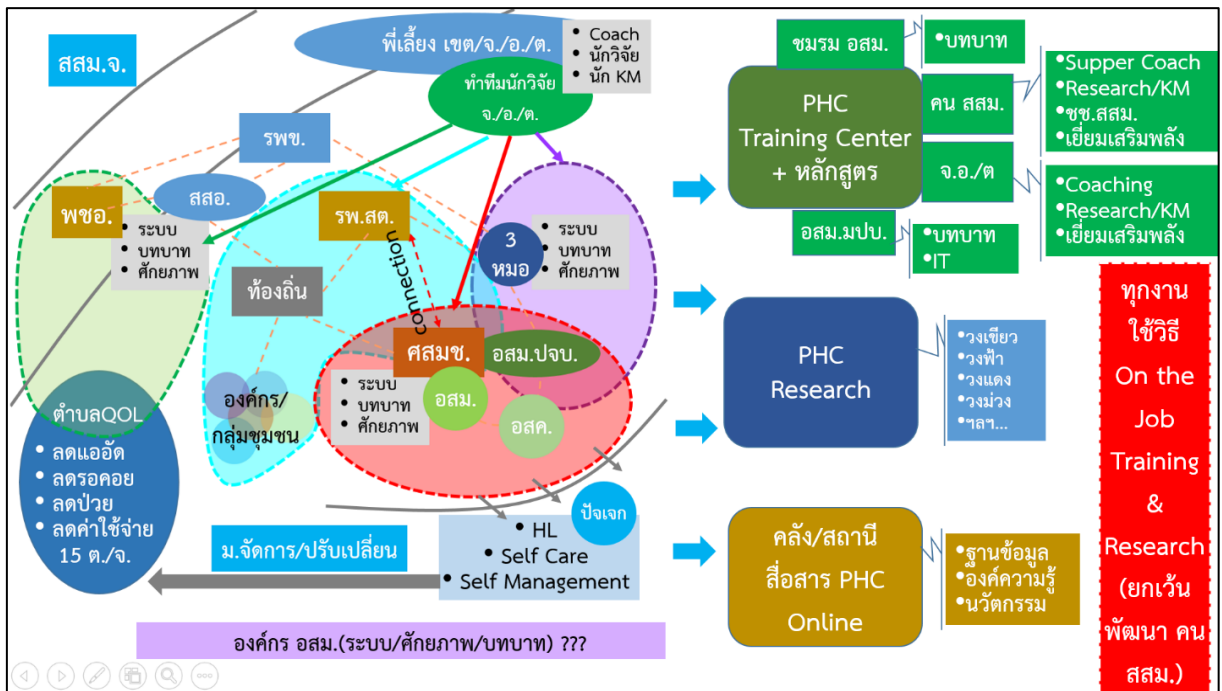 สสม.จ.
พี่เลี้ยง เขต/จ./อ./ต.
• Coach
• นักวิจัย
• นัก KM
ทำทีมนักวิจัย
จ./อ./ต.
รพข.
สสอ.
พชอ.
• ระบบ
• บทบาท
• ศักยภาพ
รพ.สต.
connection
3
หมอ
• ระบบ
• บทบาท
• ศักยภาพ
ท้องถิ่น
ศสมช.
อสม.ปจบ.
• ระบบ
• บทบาท
• ศักยภาพ
อสม.
อสค.
องค์กร/
กลุ่มชุมชน
ตำบลQOL
• ลดแออัด
• ลดรอคอย
• ลดป่วย
• ลดค่าใช้จ่าย
15 ต./จ.
ปัจเจก
• HL
• Self Care
• Self Management
ม.จัดการ/ปรับเปลี่ยน
องค์กร อสม.(ระบบ/ศักยภาพ/บทบาท) ???
ชมรม อสม.
•บทบาท
PHC
Training Center
+ หลักสูตร
คน สสม.
•Supper Coach
•Research/KM
•ชช.สสม.
•เยี่ยมเสริมพลัง
จ.อ./ต
•Coaching
•Research/KM
•เยี่ยมเสริมพลัง
อสม.มปบ.
•บทบาท
•IT
PHC
Research
•วงเขียว
•วงฟ้า
•วงแดง
•วงม่วง
•ฯลฯ...
คลัง/สถานี
สื่อสาร PHC
Online
•ฐานข้อมูล
•องค์ความรู้
•นวัตกรรม
ทุกงาน
ใช้วิธี
On the
Job
Training
&
Research
(ยกเว้น
พัฒนา คน
สสม.)